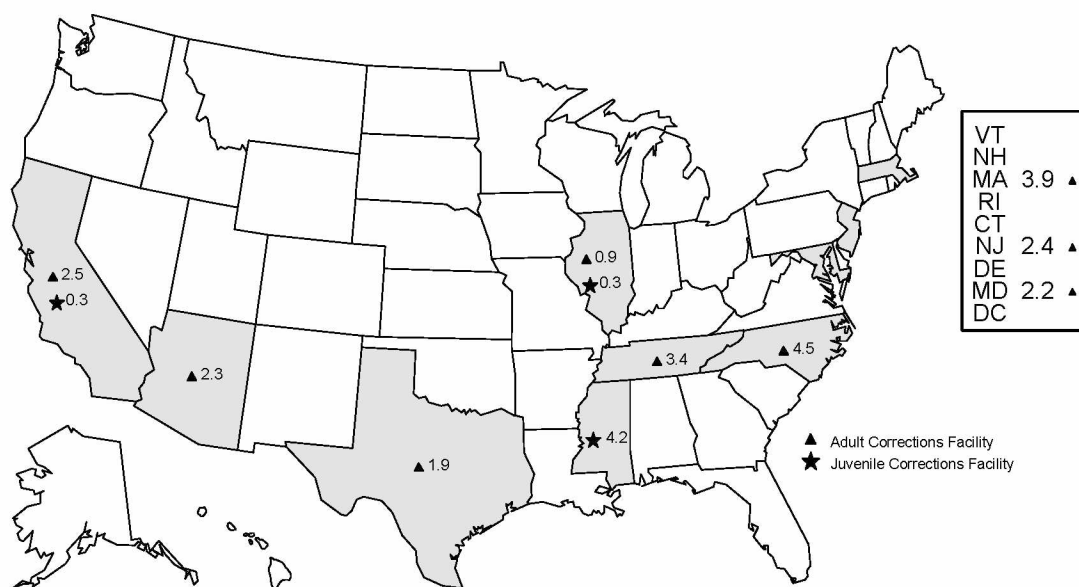 VT
NH
MA 3.9
RI
CT
NJ 2.4
DE
MD 2.2
DC
0.9
2.5
0.3
0.3
4.5
3.4
2.3
4.2
Adult Corrections Facility
1.9
Juvenile Corrections Facility